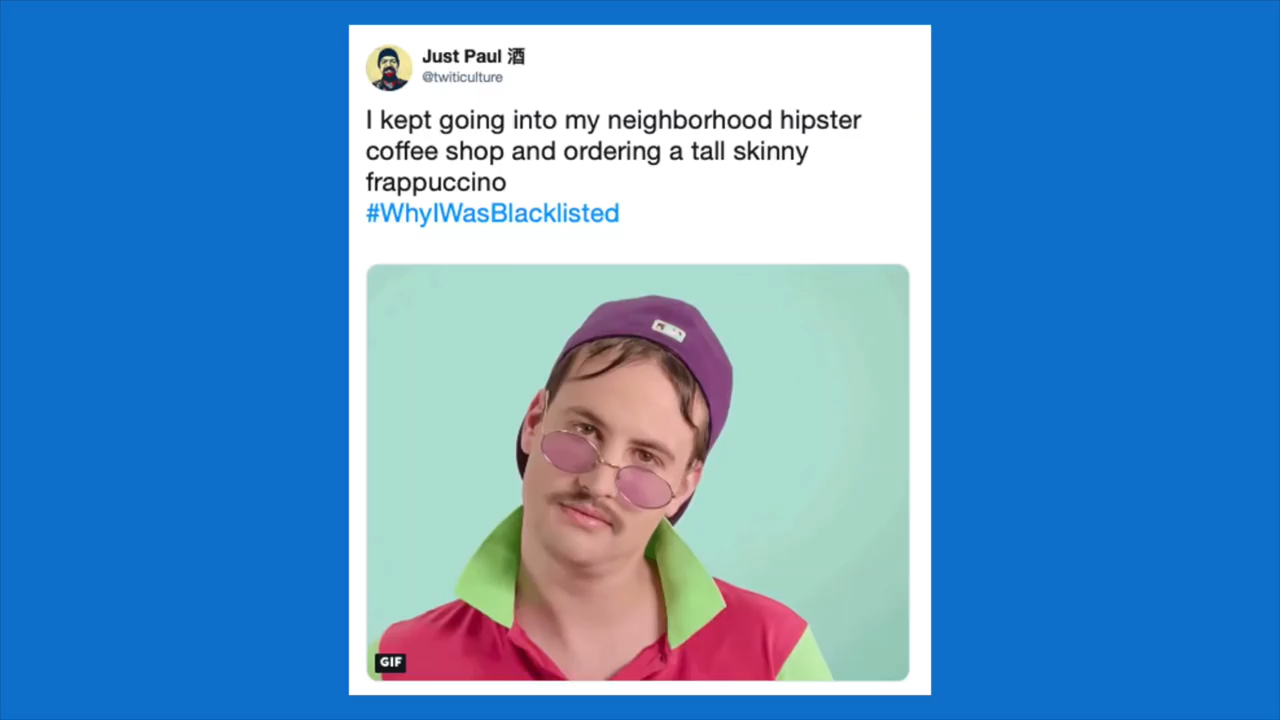 Just Paul 酒
@twiticulture
I kept going into my neighborhood hipster
coffee shop and ordering a tall skinny
frappuccino
#WhyIWasBlacklisted
GIF